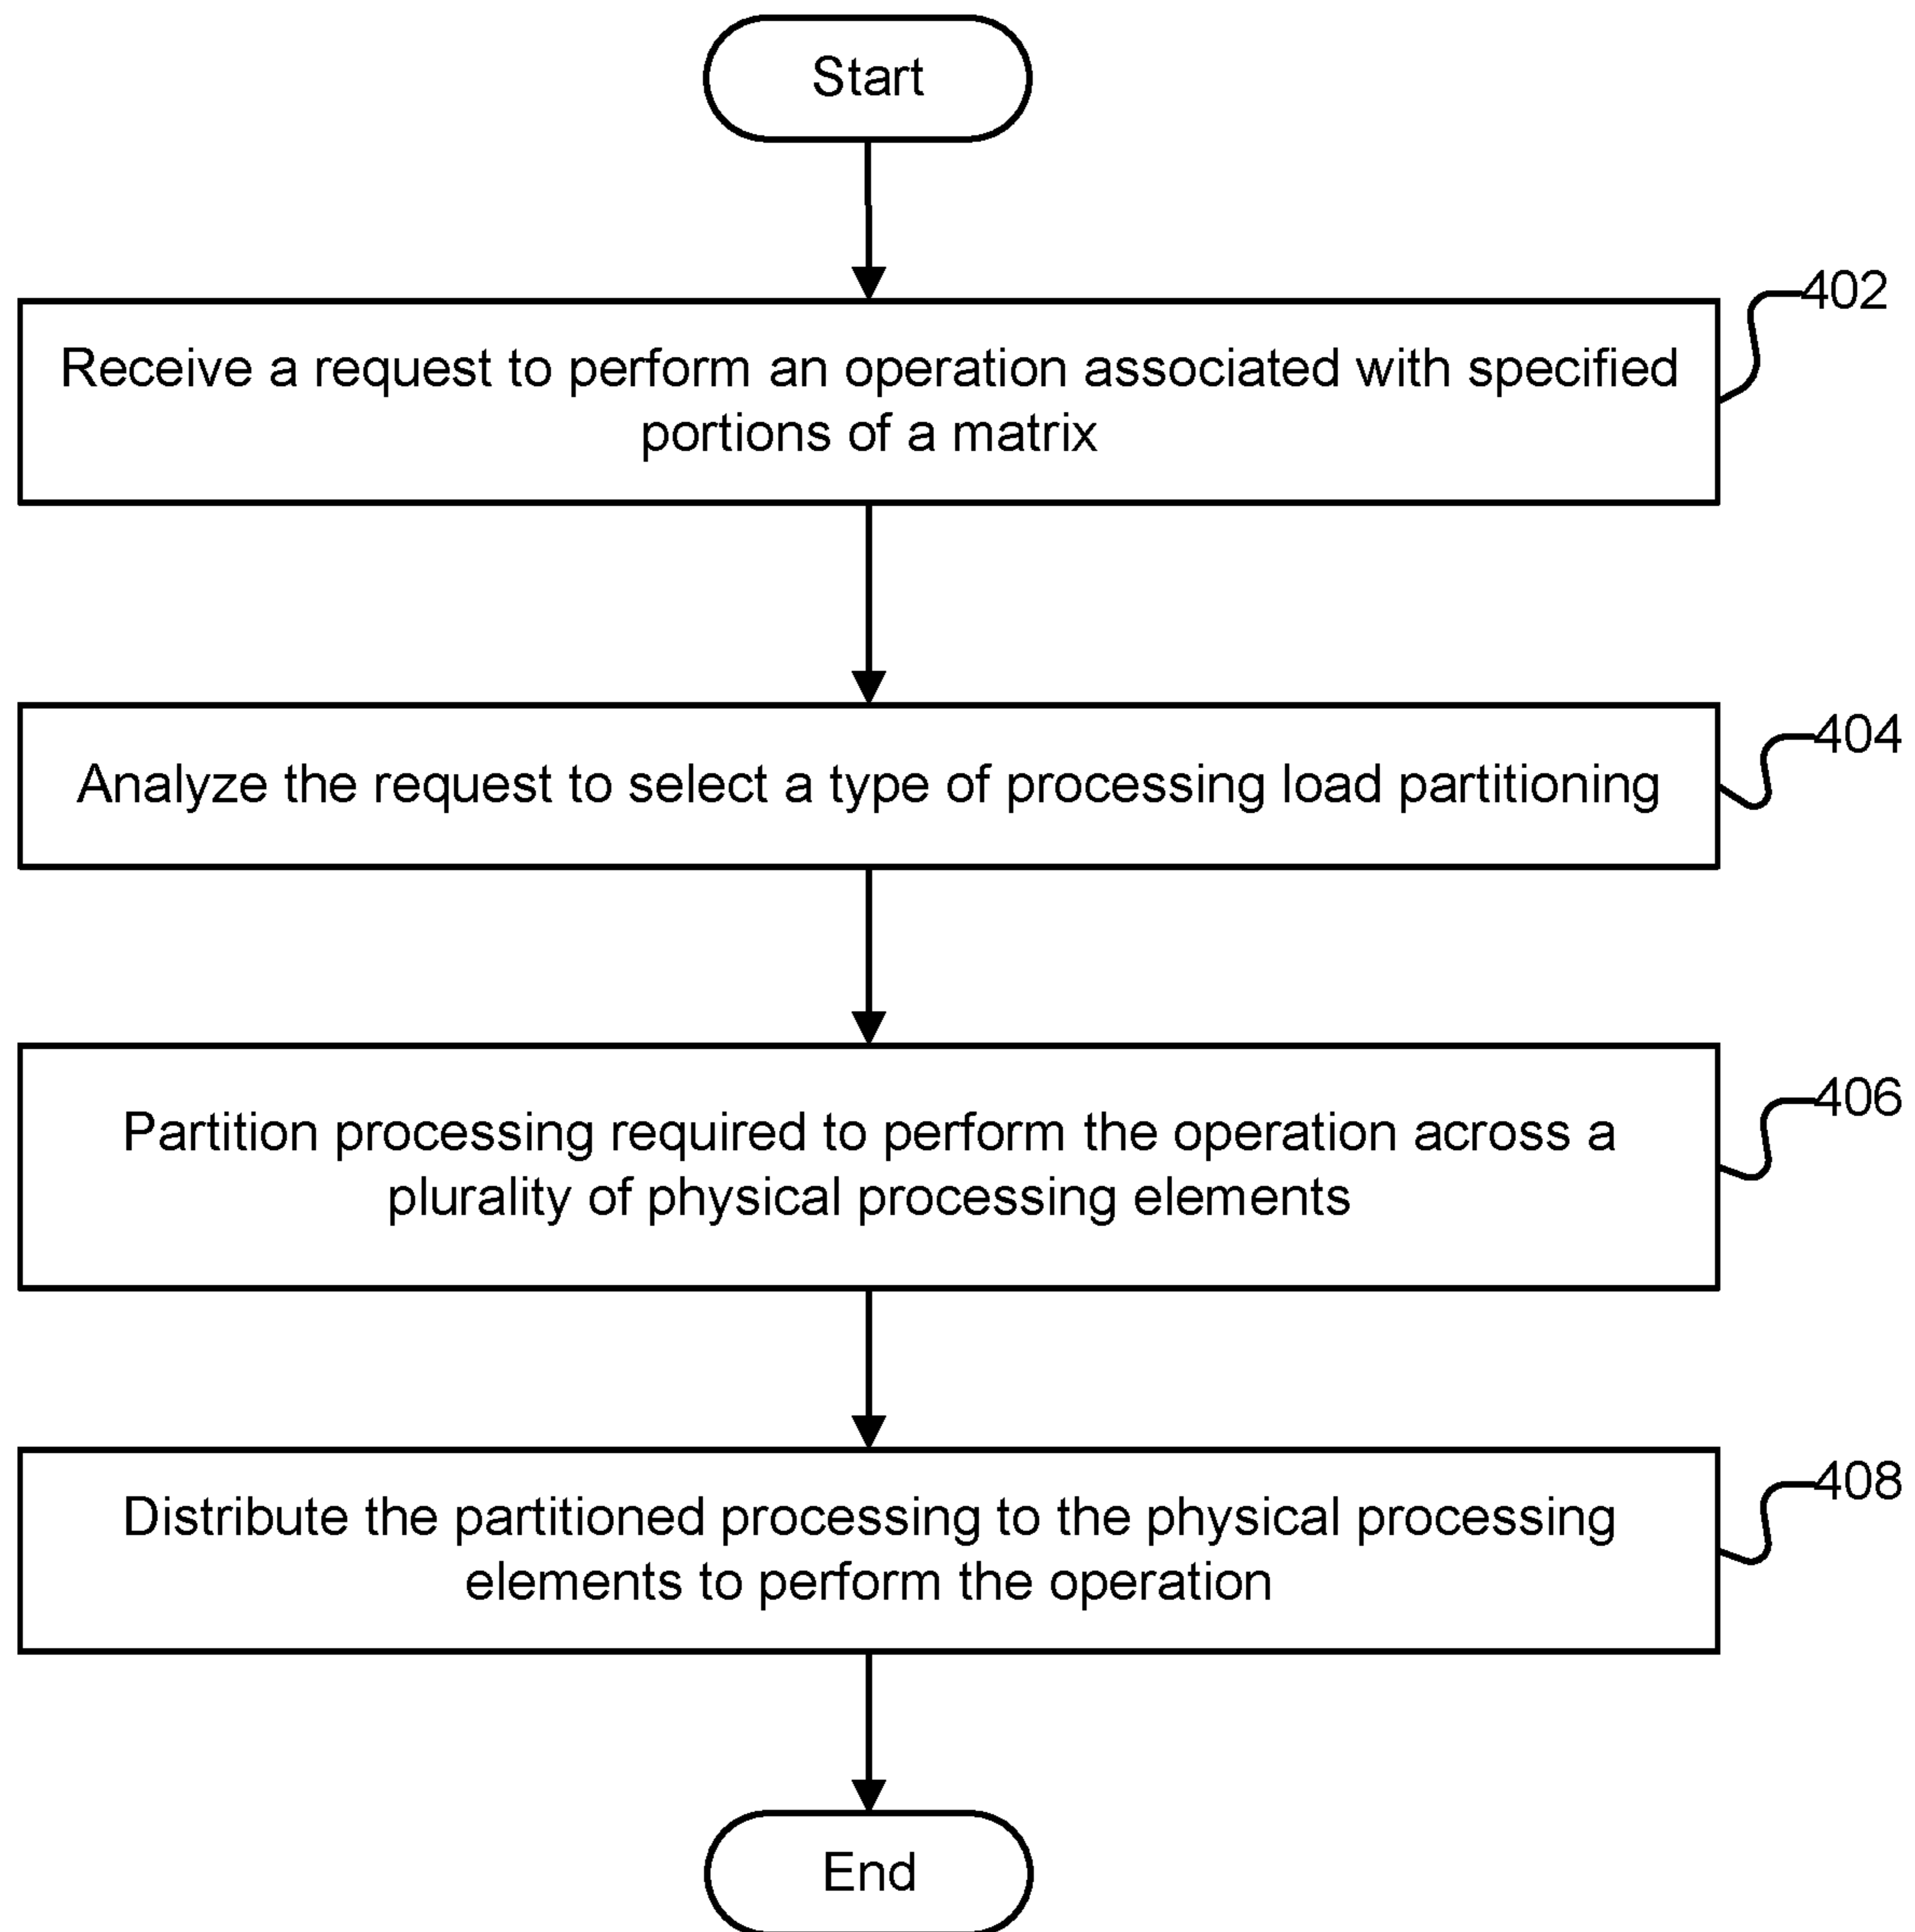 Start
402
Receive a request to perform an operation associated with specified
portions of a matrix
404
Analyze the request to select a type of processing load partitioning
406
Partition processing required to perform the operation across a
plurality of physical processing elements
408
Distribute the partitioned processing to the physical processing
elements to perform the operation
End